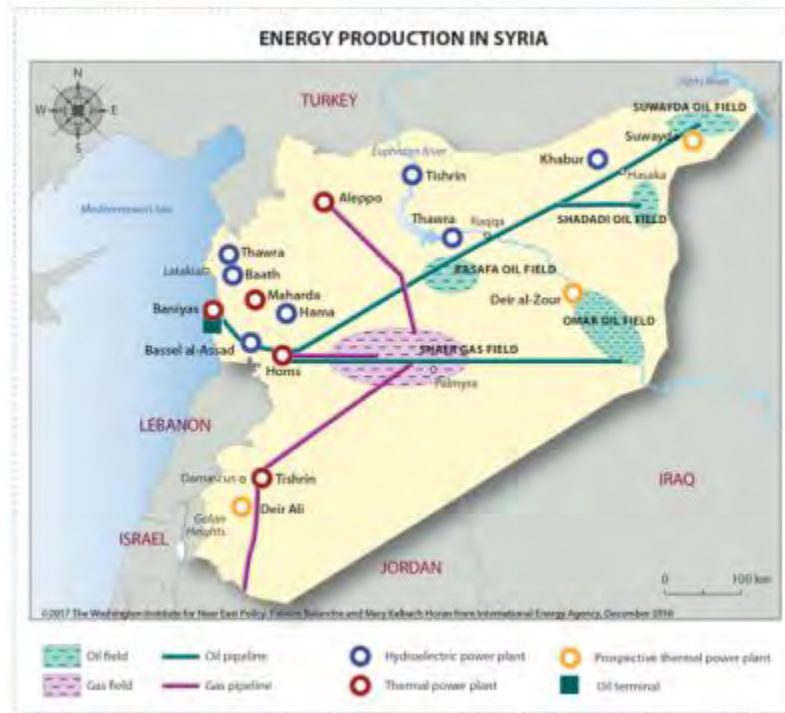 ENERGY PRODUCTION IN SYRIA
N
W
E
S
TURKEY
SUWAYDA OIL FIELD
Suwayda
Euphrates River
Khabur
Tishrin
Hasaka
Aleppo
Mediterranean Sea
Thawra
Raqqa
SHADADI OIL FIELD
Thawra
Latakia
Baath
RASAFA OIL FIELD
Maharda
Deir al-Zour
Baniyas
Hama
OMAR OIL FIELD
Bassel al-Assad
SHAER GAS FIELD
Homs
Palmyra
LEBANON
Damascus
Tishrin
IRAQ
Deir Ali
Golan
Heights
ISRAEL
JORDAN
0 100 km
©2017 The Washington Institute for Near East Policy, Fabrice Balanche and Mary Kalbach Horan from International Energy Agency, December 2016
Oil field
Oil pipeline
Hydroelectric power plant
Prospective thermal power plant
Gas field
Gas pipeline
Thermal power plant
Oil terminal